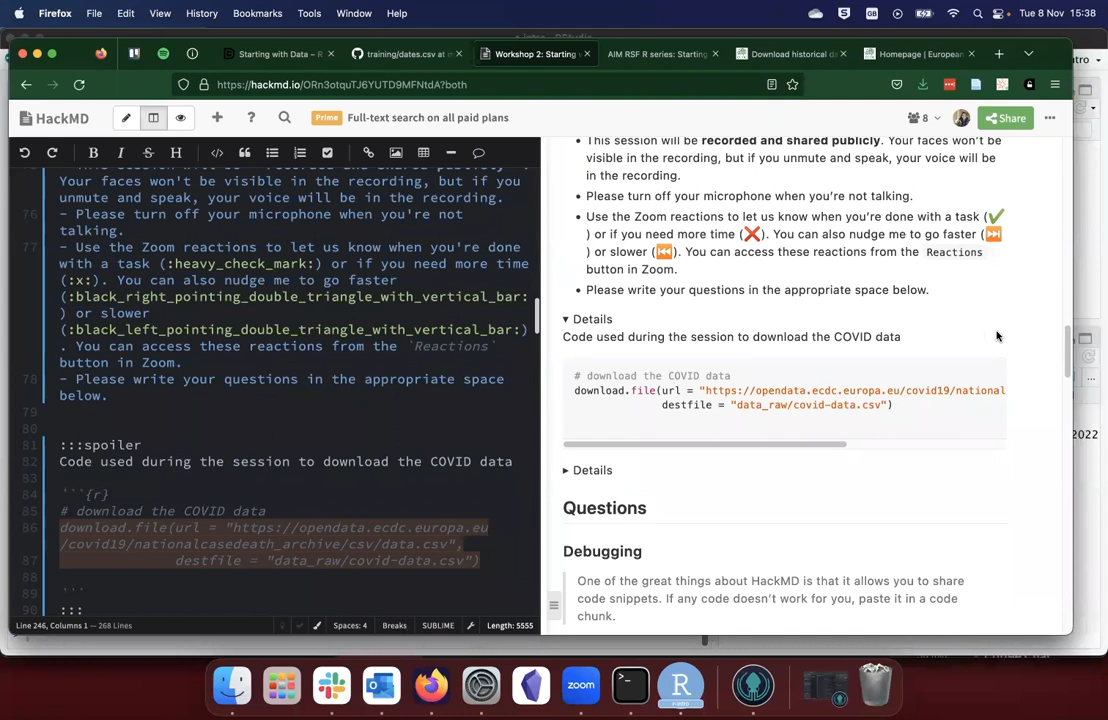 Firefox File Edit View History Bookmarks Tools Window Help
GB
Tue 8 Nov 15:38
Starting with Data – R
training/dates.csv at m
Workshop 2: Starting
AIM RSF R series: Starting
Download historical da
Homepage | European
https://hackmd.io/ORn3otquTJ6YUTD9MFNtdA?both
HackMD
Prime Full-text search on all paid plans
8
Share
B I S H
Your faces won't be visible in the recording, but if you
unmute and speak, your voice will be in the recording.
76 - Please turn off your microphone when you're not
talking.
77 - Use the Zoom reactions to let us know when you're done
with a task (:heavy_check_mark:) or if you need more time
(:x:). You can also nudge me to go faster
(:black_right_pointing_double_triangle_with_vertical_bar:
) or slower
(:black_left_pointing_double_triangle_with_vertical_bar:)
. You can access these reactions from the `Reactions`
button in Zoom.
78 - Please write your questions in the appropriate space
below.
79
80
81 :::spoiler
82 Code used during the session to download the COVID data
83
84 ```{r}
85 # download the COVID data
86 download.file(url = "https://opendata.ecdc.europa.eu
/covid19/nationalcasedeath_archive/csv/data.csv",
87 destfile = "data_raw/covid-data.csv")
88
89 ```
90 :::
Line 246, Columns 1 — 268 Lines
Spaces: 4 Breaks SUBLIME Length: 5555
• This session will be recorded and shared publicly. Your faces won't be
visible in the recording, but if you unmute and speak, your voice will be
in the recording.
• Please turn off your microphone when you're not talking.
• Use the Zoom reactions to let us know when you're done with a task (✔
) or if you need more time (❌). You can also nudge me to go faster (⏭
) or slower (⏮). You can access these reactions from the Reactions
button in Zoom.
• Please write your questions in the appropriate space below.
▾ Details
Code used during the session to download the COVID data
# download the COVID data
download.file(url = "https://opendata.ecdc.europa.eu/covid19/national
destfile = "data_raw/covid-data.csv")
▸ Details
Questions
Debugging
One of the great things about HackMD is that it allows you to share
code snippets. If any code doesn't work for you, paste it in a code
chunk.
2022
zoom
R
r-intro